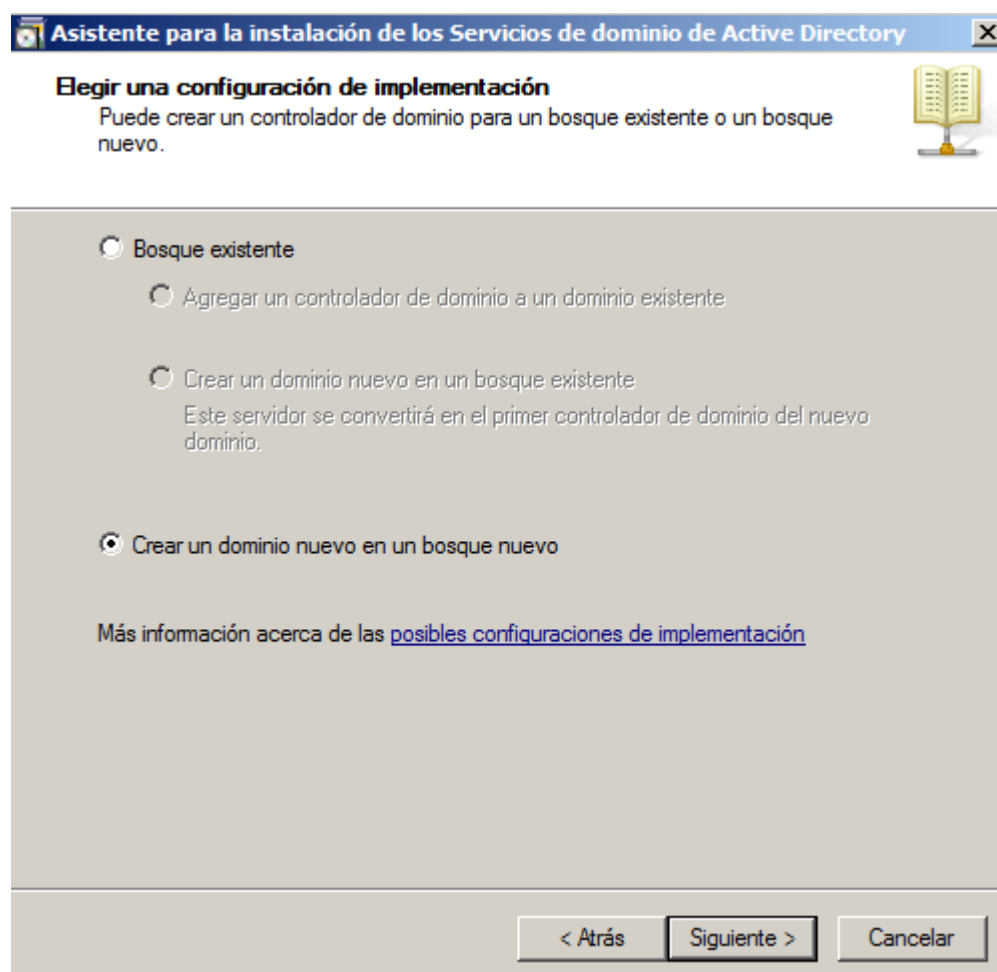 Asistente para la instalación de los Servicios de dominio de Active Directory
Elegir una configuración de implementación
Puede crear un controlador de dominio para un bosque existente o un bosque
nuevo.
Bosque existente
Agregar un controlador de dominio a un dominio existente
Crear un dominio nuevo en un bosque existente
Este servidor se convertirá en el primer controlador de dominio del nuevo
dominio.
Crear un dominio nuevo en un bosque nuevo
Más información acerca de las posibles configuraciones de implementación
< Atrás
Siguiente >
Cancelar